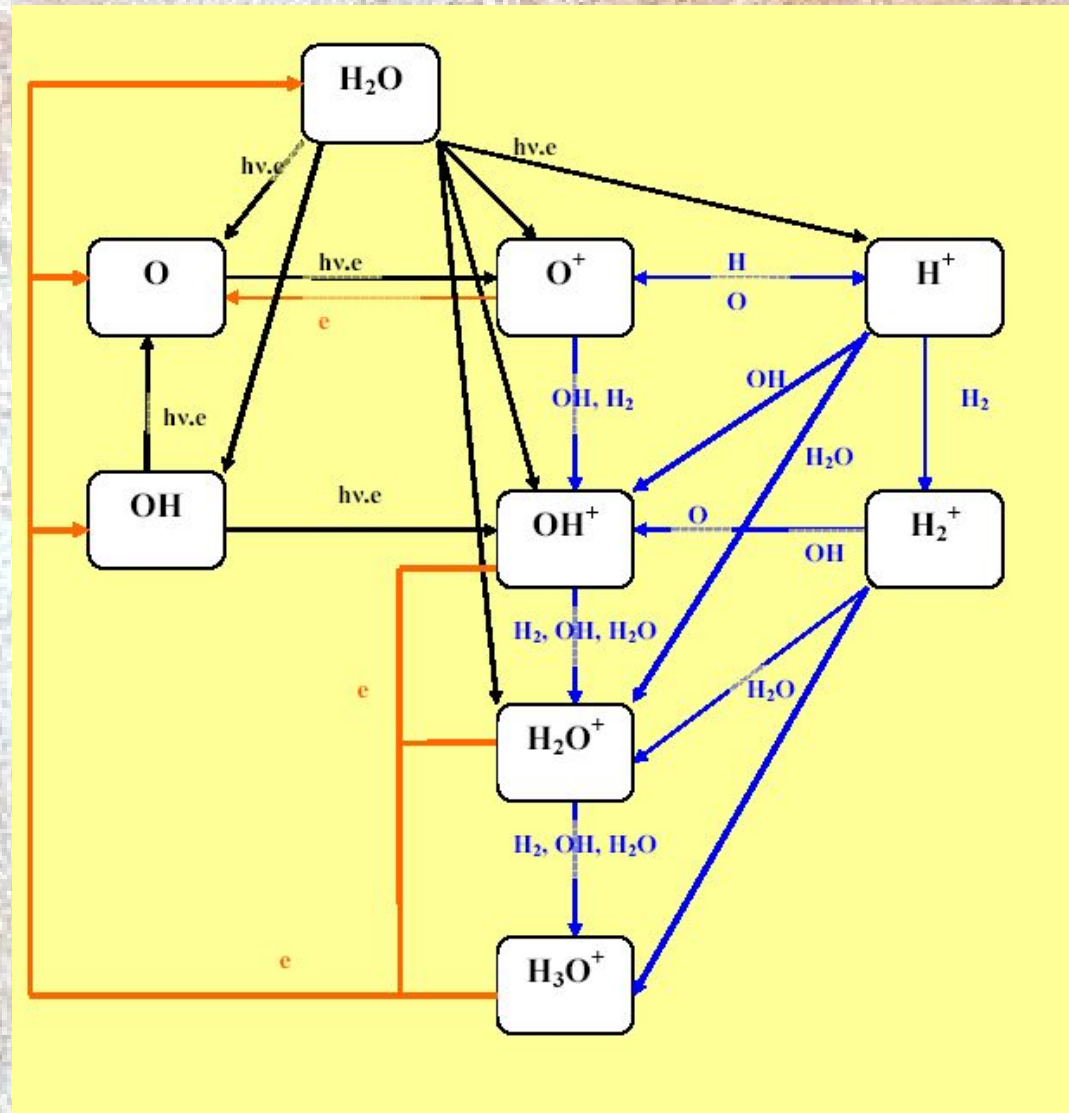 H₂O
hν.e
hν.e
O
hν.e
O⁺
H
H⁺
O
e
OH, H₂
OH
H₂
hν.e
H₂O
OH
hν.e
OH⁺
O
H₂⁺
OH
H₂, OH, H₂O
e
H₂O
H₂O⁺
H₂, OH, H₂O
e
H₃O⁺